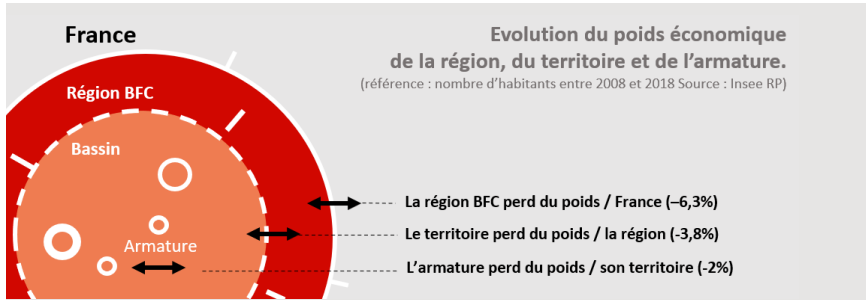 France
Evolution du poids économique
de la région, du territoire et de l’armature.
(référence : nombre d’habitants entre 2008 et 2018 Source : Insee RP)
Région BFC
Bassin
La région BFC perd du poids / France (–6,3%)
Le territoire perd du poids / la région (-3,8%)
Armature
L’armature perd du poids / son territoire (-2%)